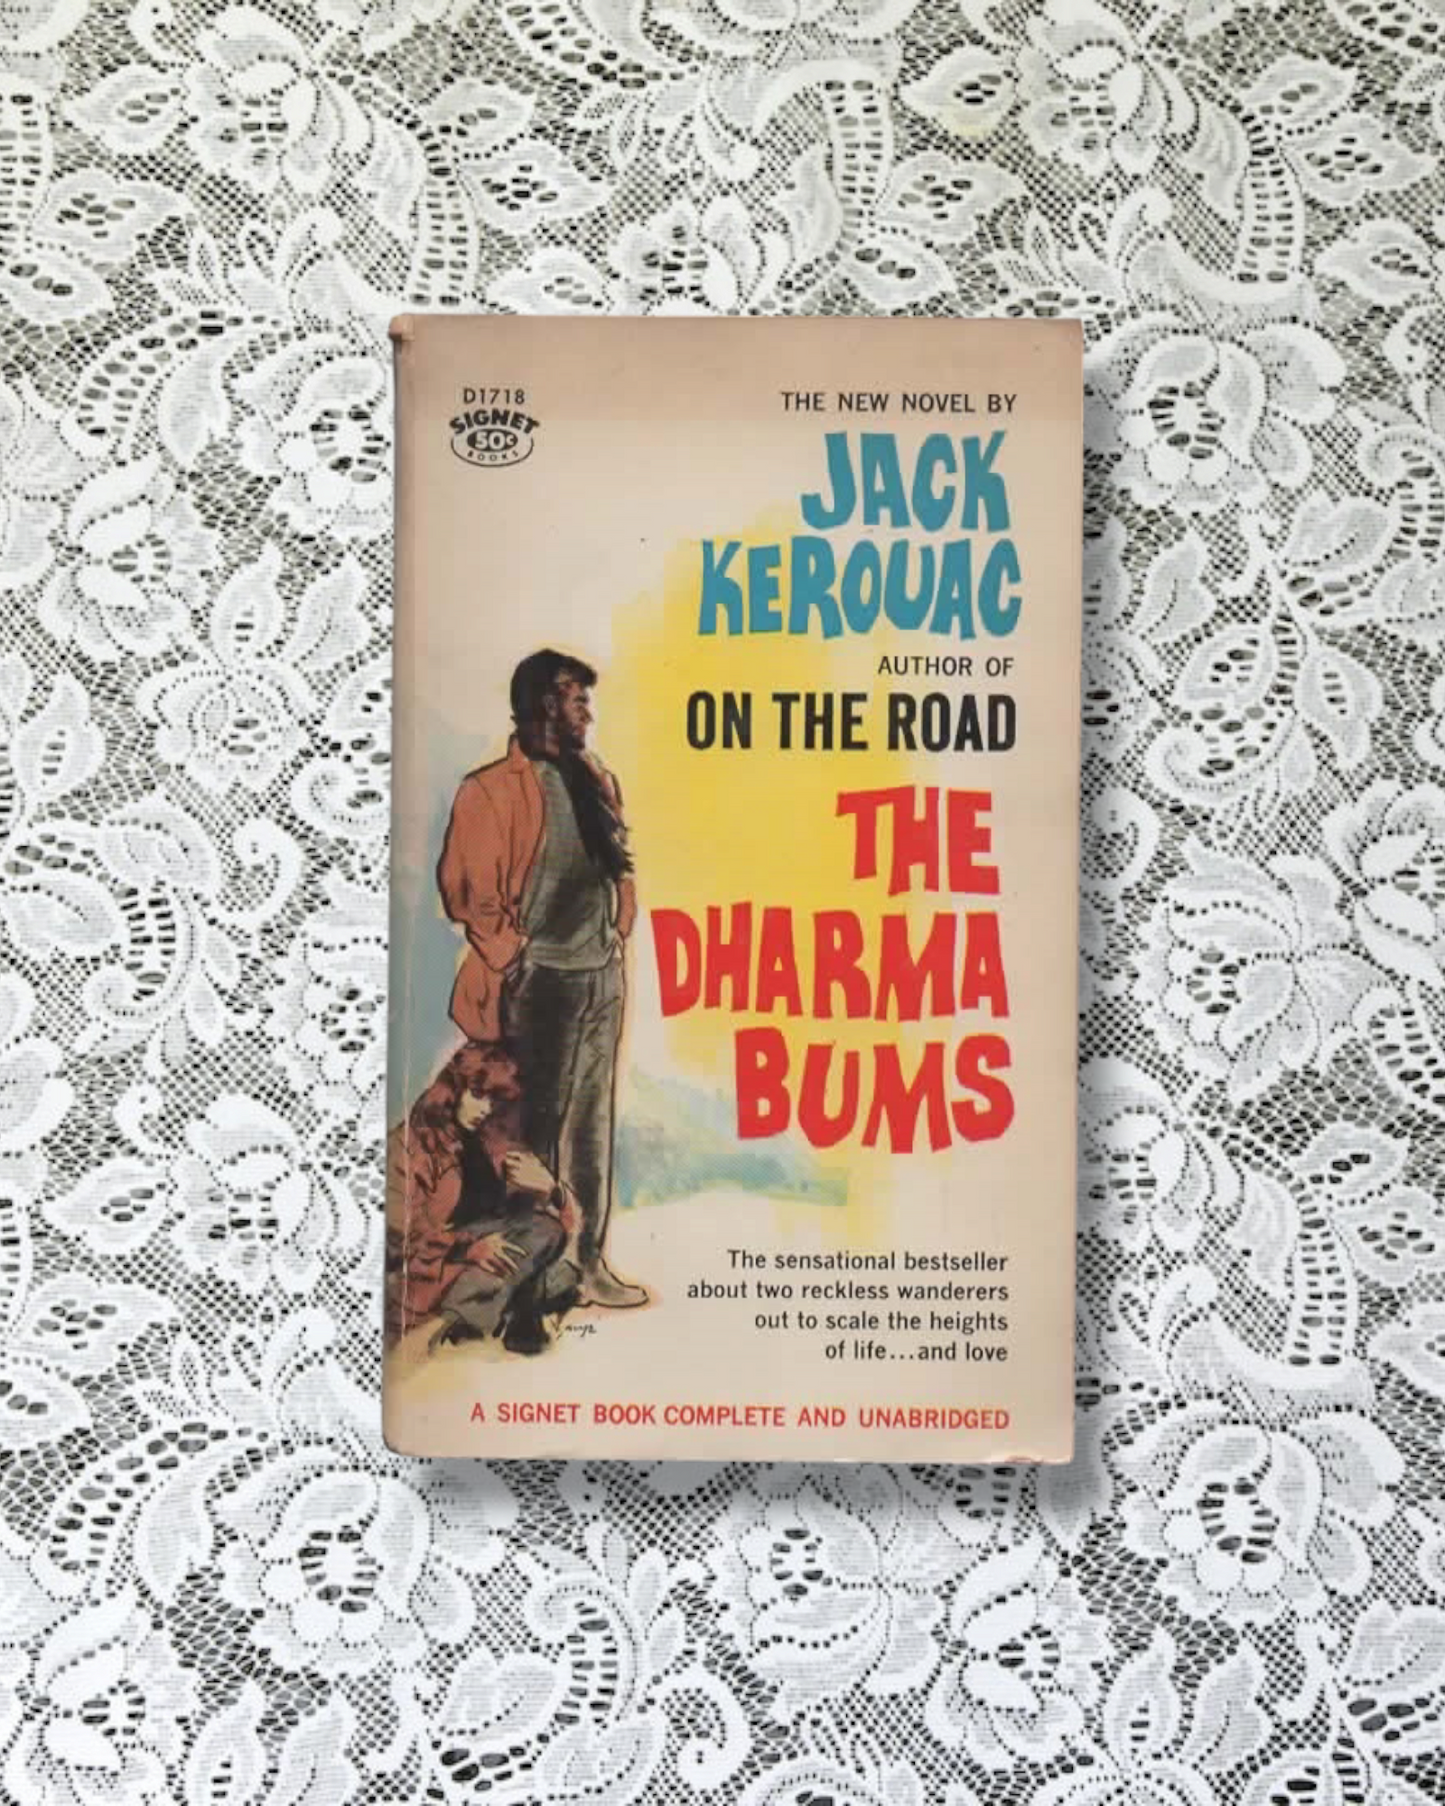 D1718
SIGNET
50¢
BOOKS
THE NEW NOVEL BY
JACK
KEROUAC
AUTHOR OF
ON THE ROAD
THE
DHARMA
BUMS
The sensational bestseller
about two reckless wanderers
out to scale the heights
of life...and love
A SIGNET BOOK COMPLETE AND UNABRIDGED